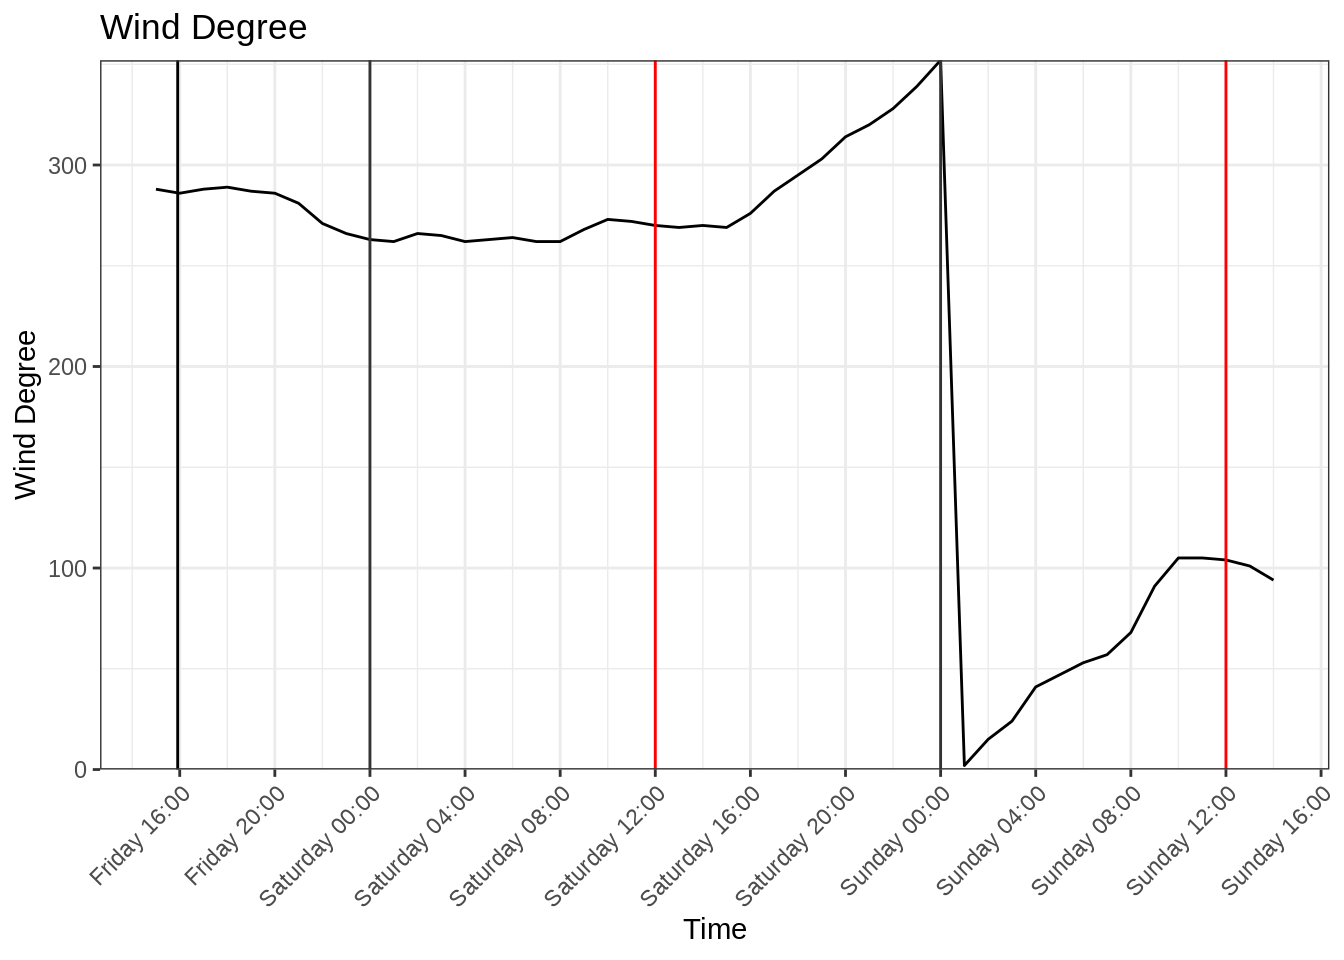 Wind Degree
Wind Degree
300
200
100
0
Friday 16:00
Friday 20:00
Saturday 00:00
Saturday 04:00
Saturday 08:00
Saturday 12:00
Saturday 16:00
Saturday 20:00
Sunday 00:00
Sunday 04:00
Sunday 08:00
Sunday 12:00
Sunday 16:00
Time